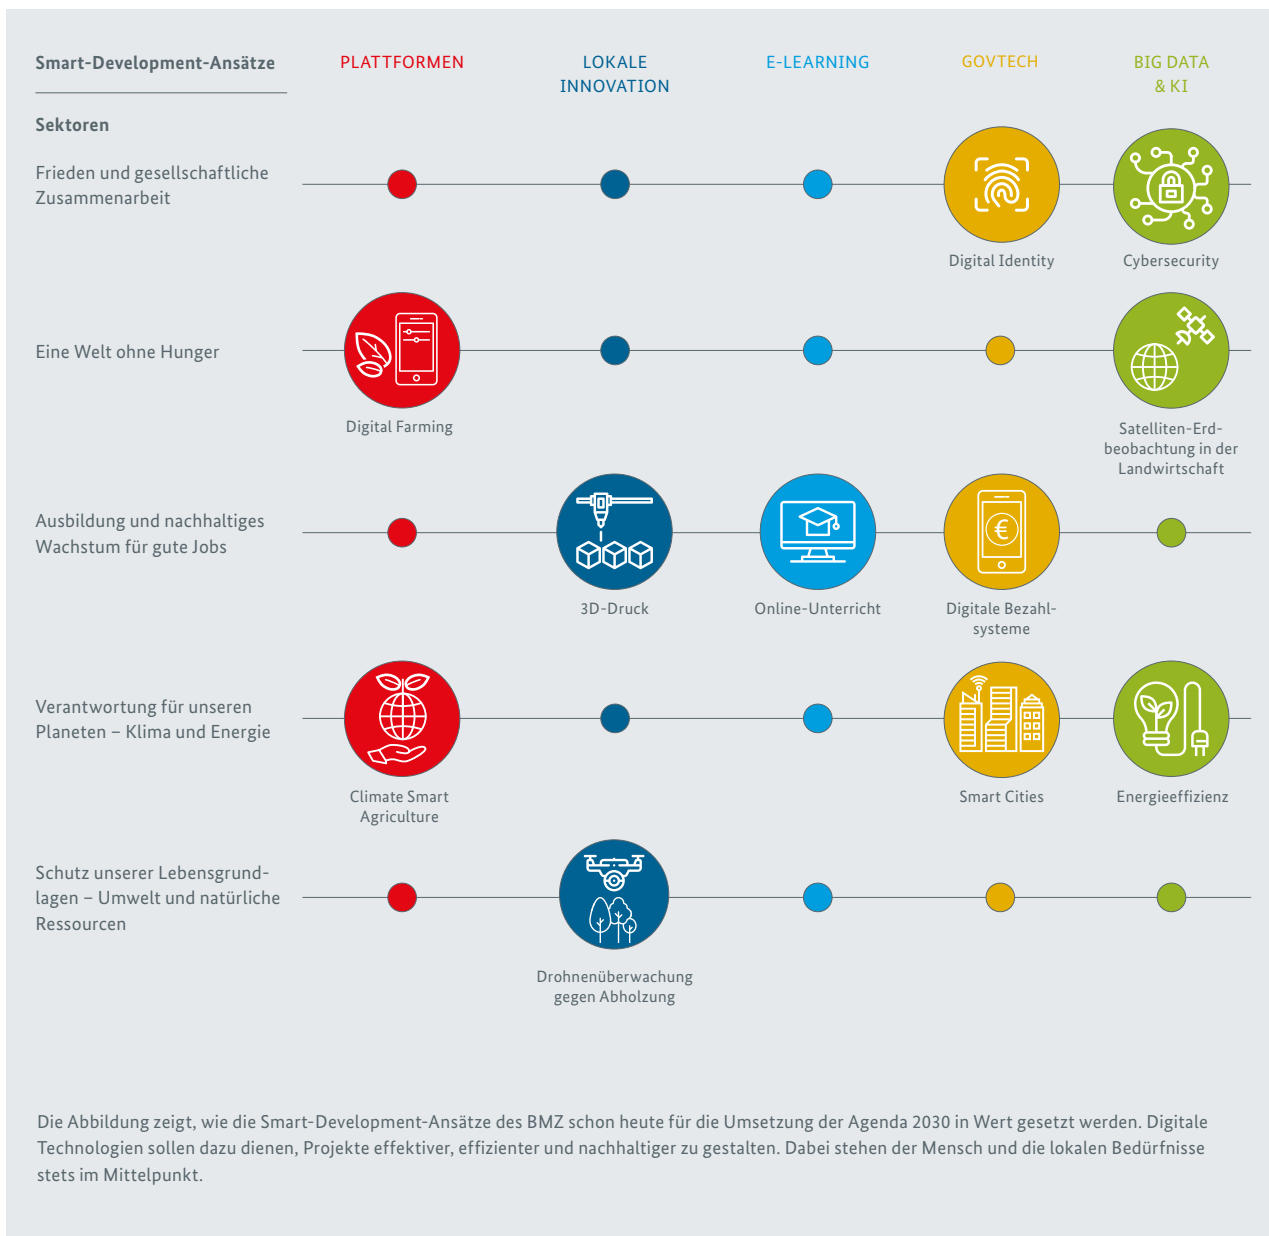 Smart-Development-Ansätze
PLATTFORMEN
LOKALE
INNOVATION
E-LEARNING
GOVTECH
BIG DATA
& KI
Sektoren
Frieden und gesellschaftliche
Zusammenarbeit
Digital Identity
Cybersecurity
Eine Welt ohne Hunger
Digital Farming
Satelliten-Erd-
beobachtung in der
Landwirtschaft
Ausbildung und nachhaltiges
Wachstum für gute Jobs
€
3D-Druck
Online-Unterricht
Digitale Bezahl-
systeme
Verantwortung für unseren
Planeten – Klima und Energie
Climate Smart
Agriculture
Smart Cities
Energieeffizienz
Schutz unserer Lebensgrund-
lagen – Umwelt und natürliche
Ressourcen
Drohnenüberwachung
gegen Abholzung
Die Abbildung zeigt, wie die Smart-Development-Ansätze des BMZ schon heute für die Umsetzung der Agenda 2030 in Wert gesetzt werden. Digitale
Technologien sollen dazu dienen, Projekte effektiver, effizienter und nachhaltiger zu gestalten. Dabei stehen der Mensch und die lokalen Bedürfnisse
stets im Mittelpunkt.